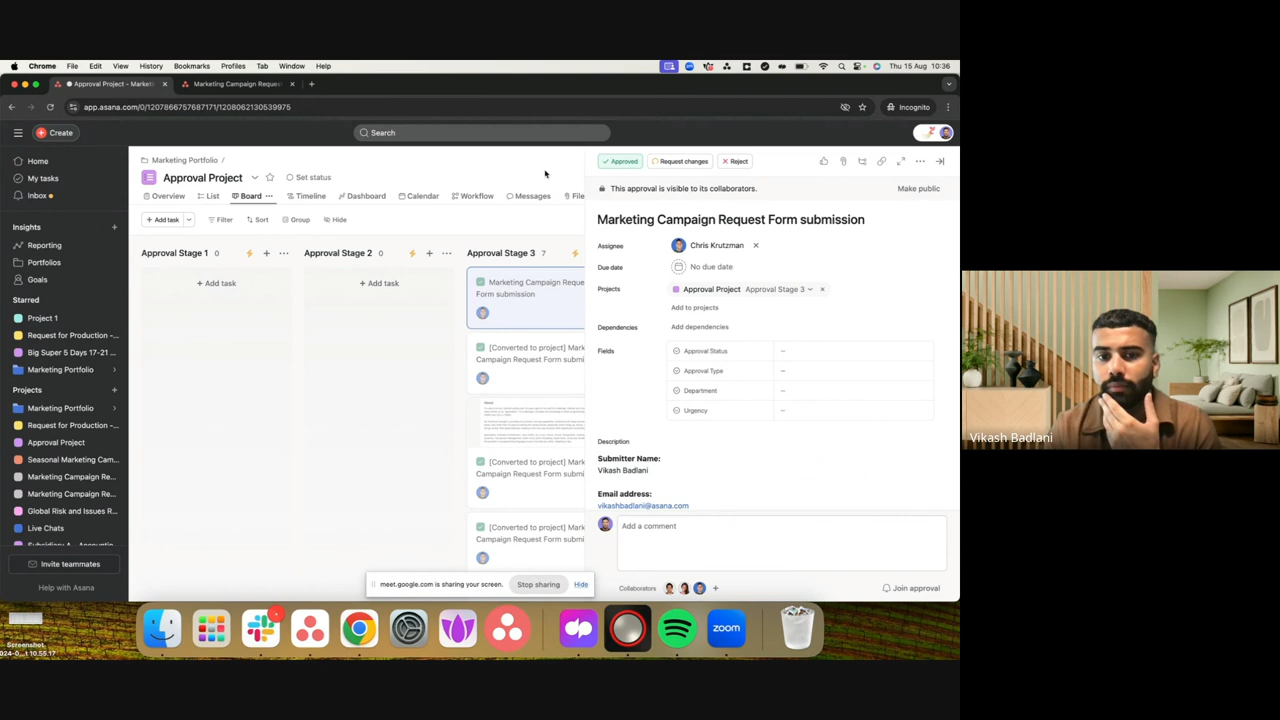 Chrome File Edit View History Bookmarks Profiles Tab Window Help Thu 15 Aug 10:36
Approval Project - Marketi Marketing Campaign Reque
app.asana.com/0/1207866757687171/1208062130539975 Incognito
Create Search
Home
My tasks
Inbox
Insights
Reporting
Portfolios
Goals
Starred
Project 1
Request for Production -...
Big Super 5 Days 17-21 ...
Marketing Portfolio
Projects
Marketing Portfolio
Request for Production -...
Approval Project
Seasonal Marketing Cam...
Marketing Campaign Re...
Marketing Campaign Re...
Global Risk and Issues R...
Live Chats
Invite teammates
Help with Asana
Marketing Portfolio /
Approval Project Set status
Overview List Board Timeline Dashboard Calendar Workflow Messages File
Add task Filter Sort Group Hide
Approval Stage 1 0 Approval Stage 2 0 Approval Stage 3 7
+ Add task + Add task
Marketing Campaign Reque
Form submission
[Converted to project] Mark
Campaign Request Form submi
[Converted to project] Mark
Campaign Request Form submi
[Converted to project] Mark
Campaign Request Form submi
Approved Request changes Reject
This approval is visible to its collaborators. Make public
Marketing Campaign Request Form submission
Assignee Chris Krutzman
Due date No due date
Projects Approval Project Approval Stage 3
Add to projects
Dependencies Add dependencies
Fields Approval Status –
Approval Type –
Department –
Urgency –
Description
Submitter Name:
Vikash Badlani
Email address:
vikashbadlani@asana.com
Add a comment
Collaborators Join approval
meet.google.com is sharing your screen. Stop sharing Hide
zoom
Screenshot
Vikash Badlani